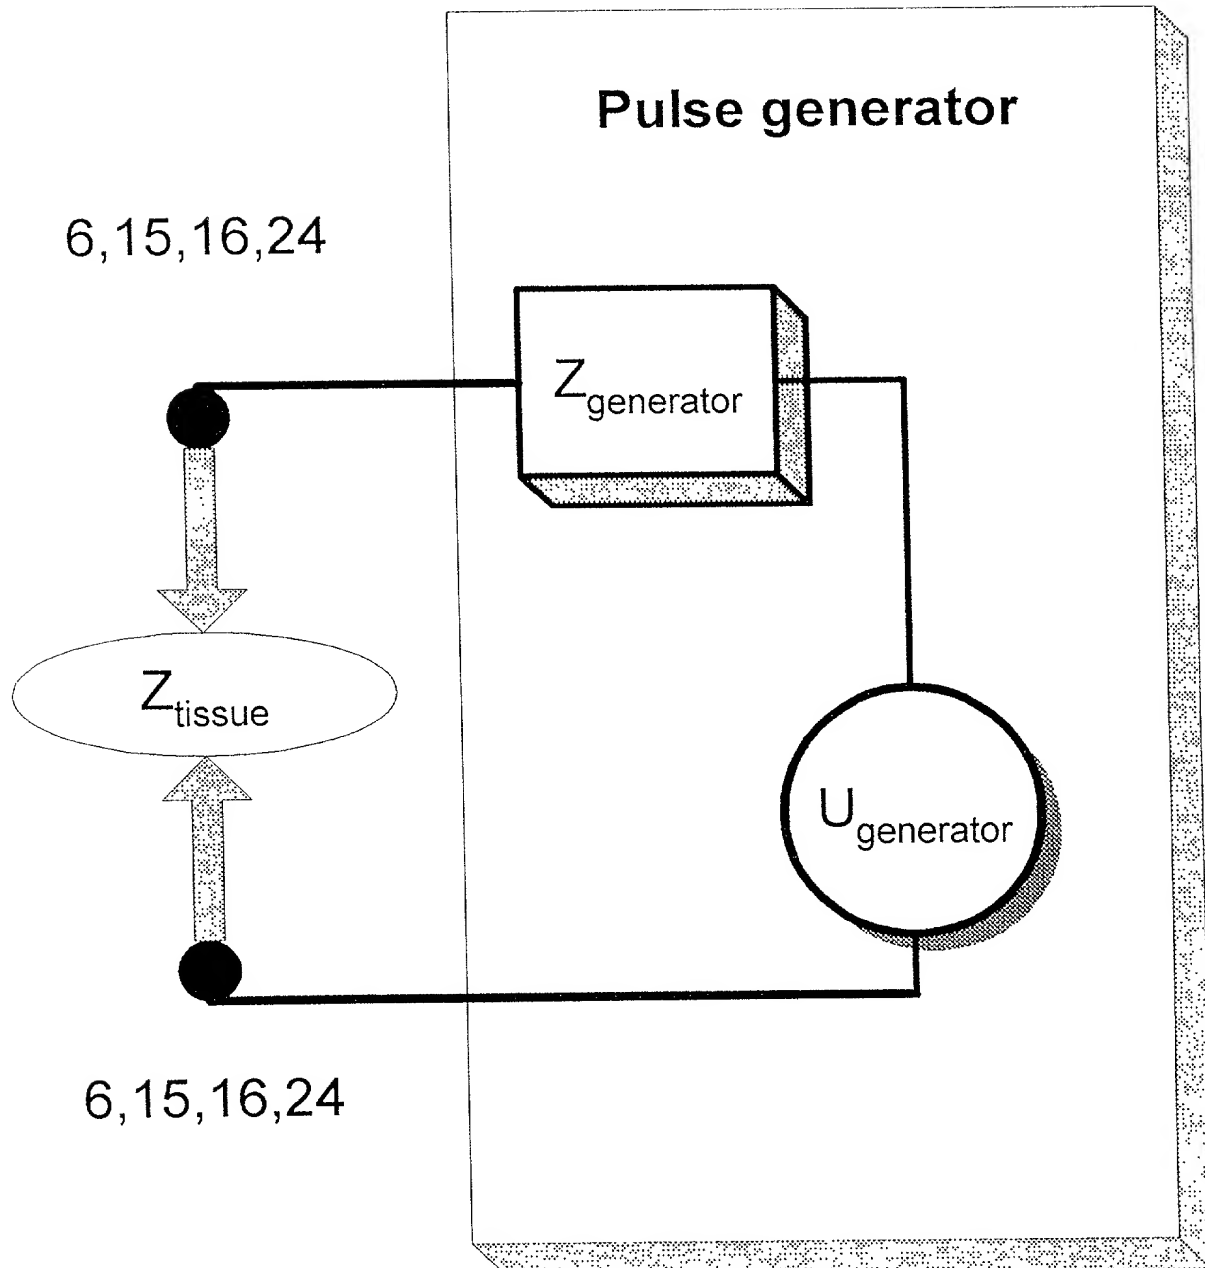 Pulse generator
6,15,16,24
Zgenerator
Ztissue
Ugenerator
6,15,16,24